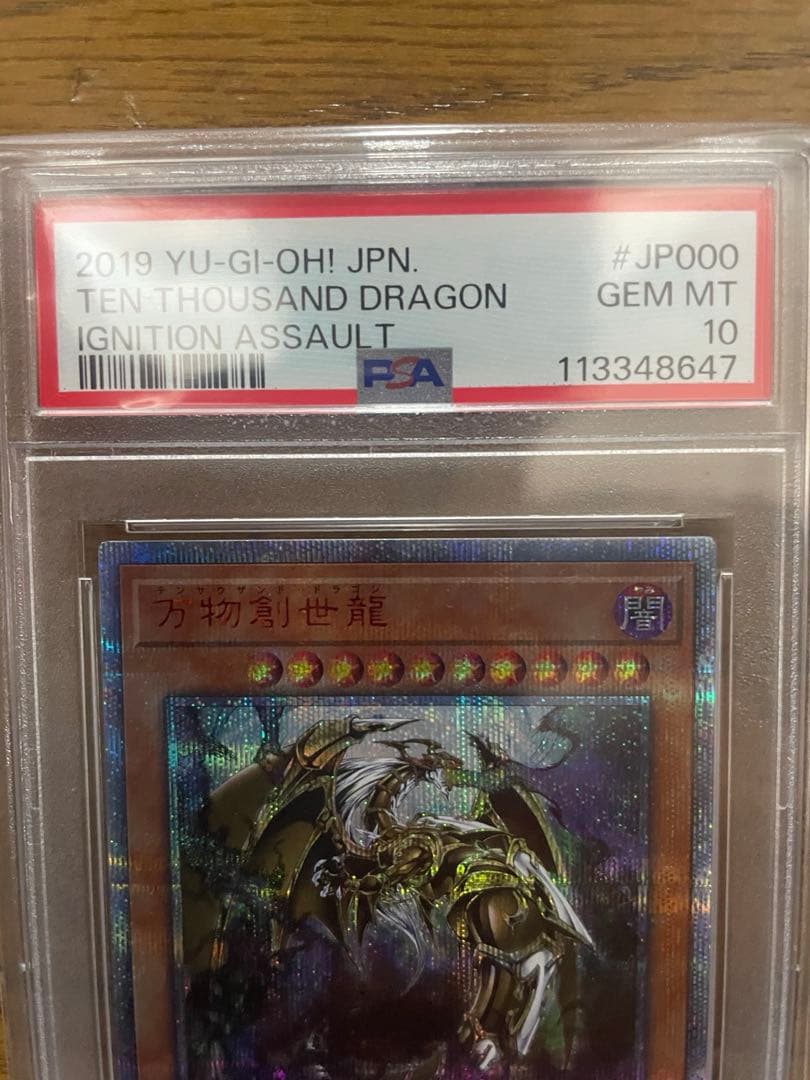 2019 YU-GI-OH! JPN. #JP000
TEN THOUSAND DRAGON GEM MT
IGNITION ASSAULT 10
PSA 113348647
テンサウザンド・ドラゴン
万物創世龍
闇